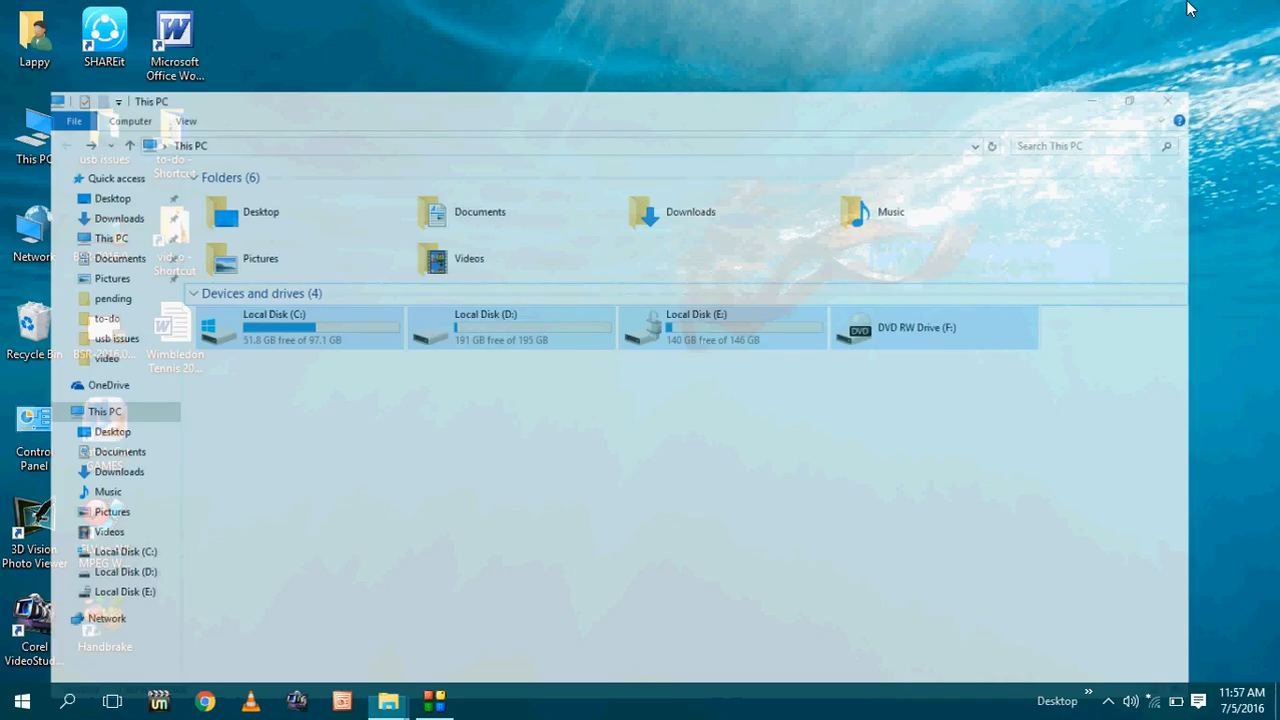 Lappy
SHAREit
Microsoft
Office Wo...
This PC
File
Computer
View
This PC
usb issues
to-do -
Shortcut
This PC
Search This PC
Quick access
Desktop
Downloads
This PC
Documents
Pictures
pending
to-do
usb issues
video
OneDrive
This PC
Desktop
Documents
Downloads
Music
Pictures
Videos
Local Disk (C:)
Local Disk (D:)
Local Disk (E:)
Network
Folders (6)
Desktop
Documents
Downloads
Music
Pictures
Videos
Devices and drives (4)
Local Disk (C:)
51.8 GB free of 97.1 GB
Local Disk (D:)
191 GB free of 195 GB
Local Disk (E:)
140 GB free of 146 GB
DVD RW Drive (F:)
DVD
Network
video -
Shortcut
Recycle Bin
BSR-2016.0...
Wimbledon
Tennis 20...
Control
Panel
GAMES
3D Vision
Photo Viewer
MPEG
Corel
VideoStud...
Handbrake
Desktop
11:57 AM
7/5/2016